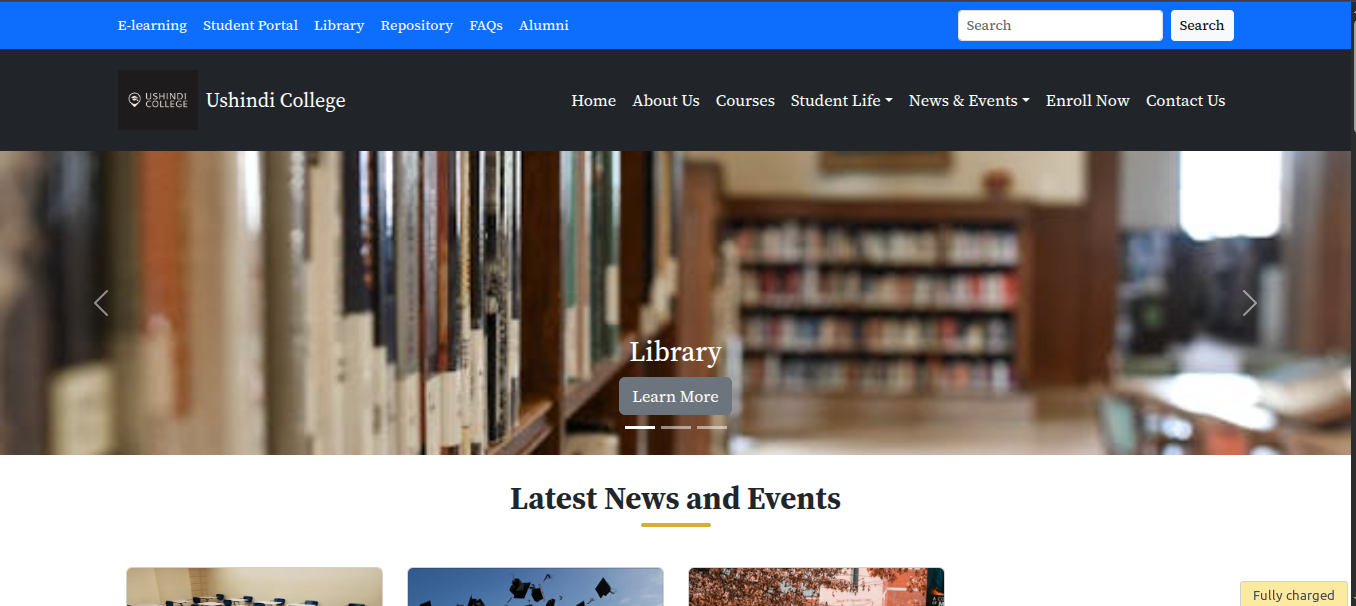 E-learning Student Portal Library Repository FAQs Alumni Search Search
USHINDI
COLLEGE
Ushindi College
Home About Us Courses Student Life News & Events Enroll Now Contact Us
Library
Learn More
Latest News and Events
Fully charged